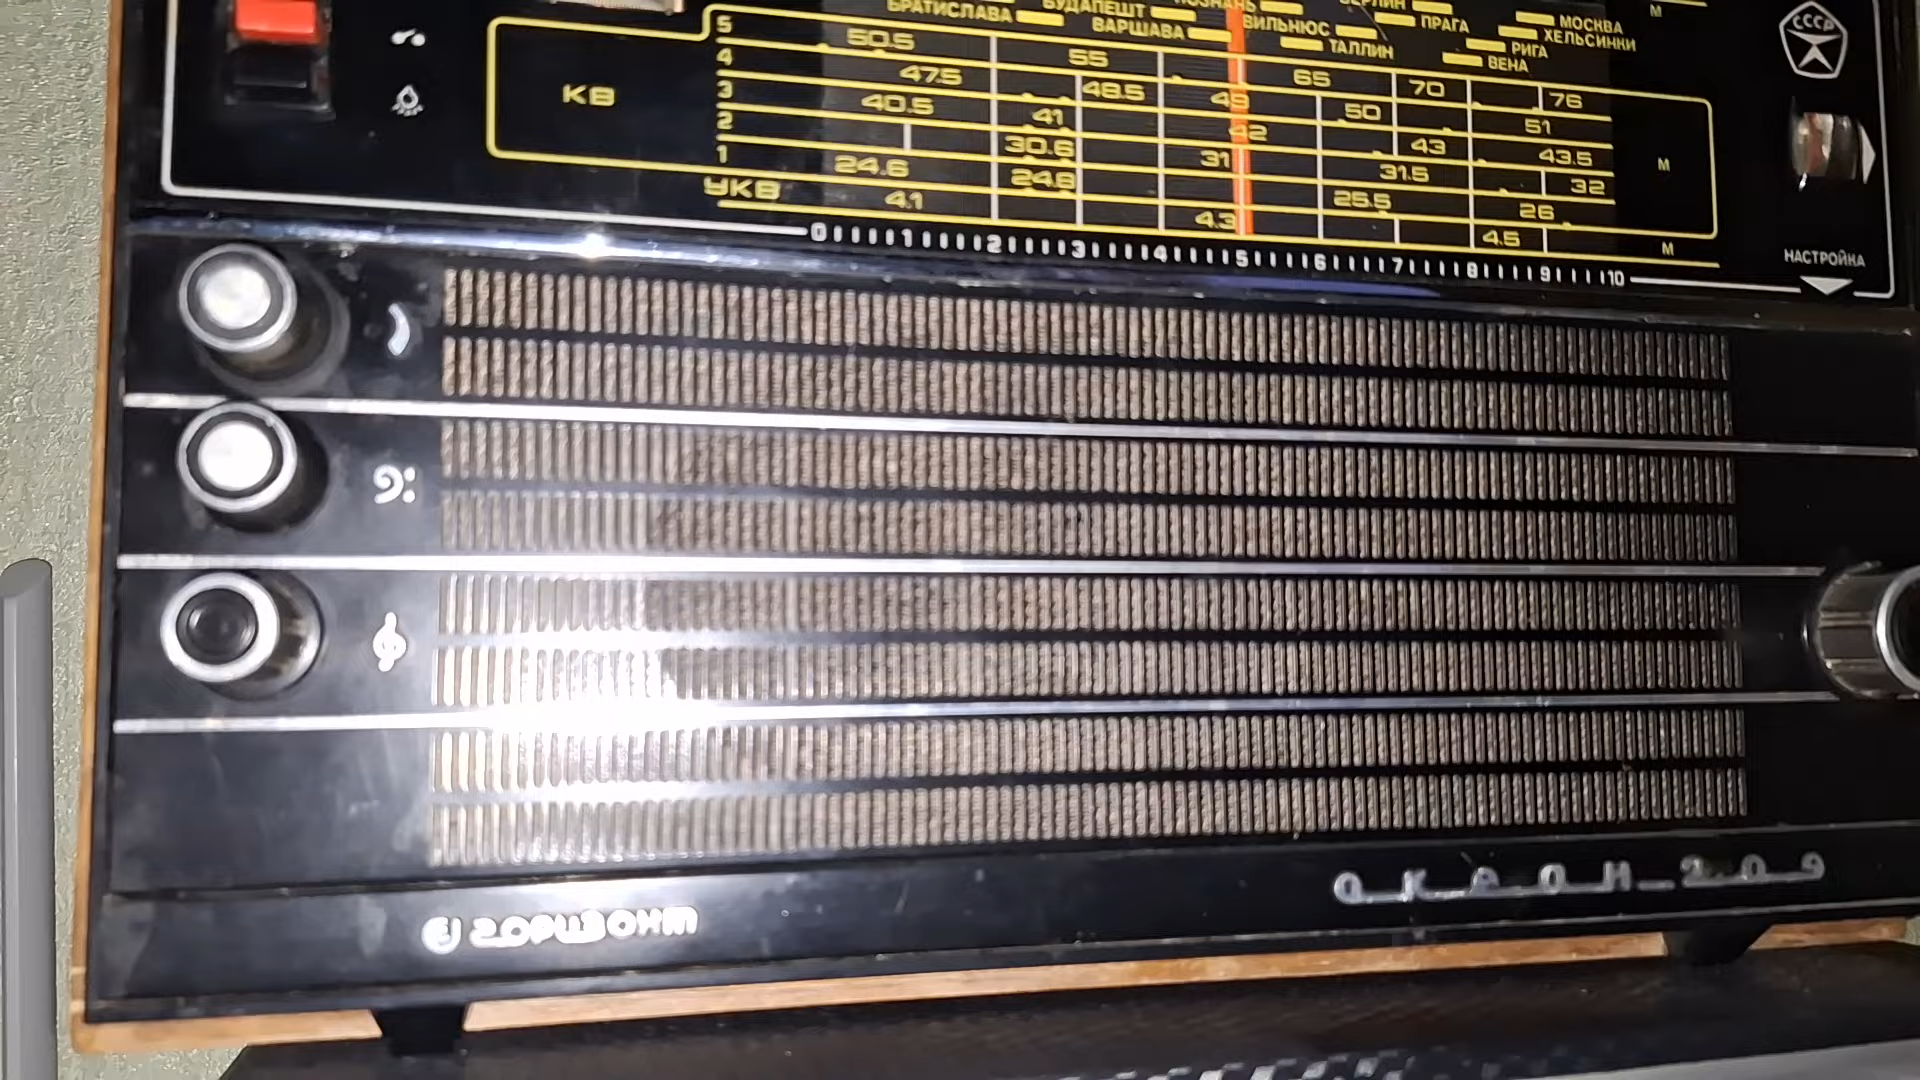 БРАТИСЛАВА БУДАПЕШТ ПОЗНАНЬ БЕРЛИН М
ВАРШАВА ВИЛЬНЮС ПРАГА МОСКВА
ТАЛЛИН РИГА ХЕЛЬСИНКИ
ВЕНА
СССР
КВ
5 50.5 55 65 70 76
4 47.5 48.5 49 50 51
3 40.5 41 42 43 43.5 М
2 30.6 31 31.5 32
1 24.6 24.8 25.5 26
УКВ 4.1 4.3 4.5 М
0 1 2 3 4 5 6 7 8 9 10
НАСТРОЙКА
горизонт
ОКЕАН-209